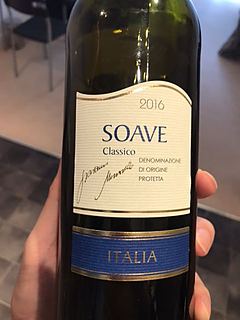 2016
SOAVE
Classico
DENOMINAZIONE
DI ORIGINE
PROTETTA
ITALIA